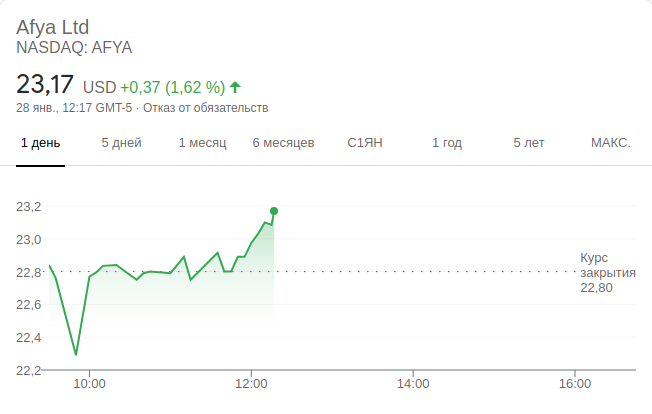 Afya Ltd
NASDAQ: AFYA
23,17 USD +0,37 (1,62 %)
28 янв., 12:17 GMT-5 · Отказ от обязательств
1 день 5 дней 1 месяц 6 месяцев С1ЯН 1 год 5 лет МАКС.
23,2
23,0
22,8
22,6
22,4
22,2
Курс
закрытия
22,80
10:00 12:00 14:00 16:00